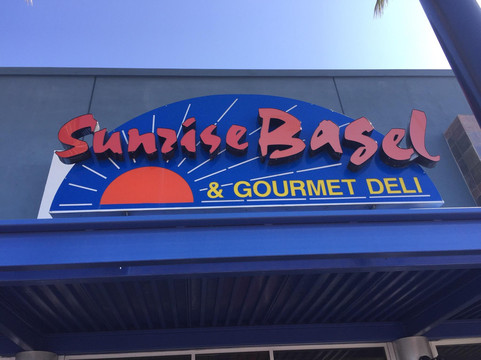 Sunrise Bagel
& GOURMET DELI